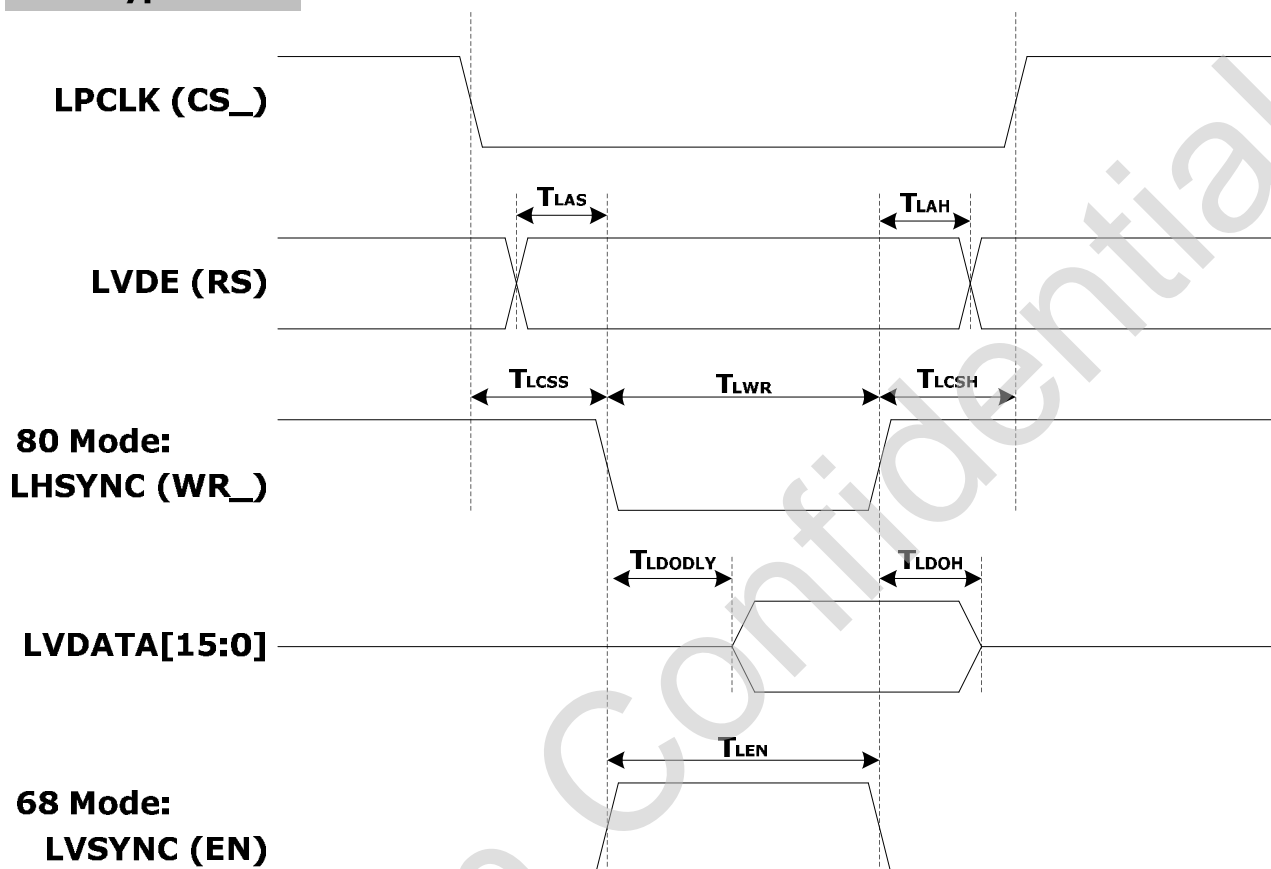 LPCLK (CS_)
TLAS
TLAH
LVDE (RS)
TLCSS
TLWR
TLCSH
80 Mode:
LHSYNC (WR_)
TLDODLY
TLDOH
LVDATA[15:0]
TLEN
68 Mode:
LVSYNC (EN)
Confidential